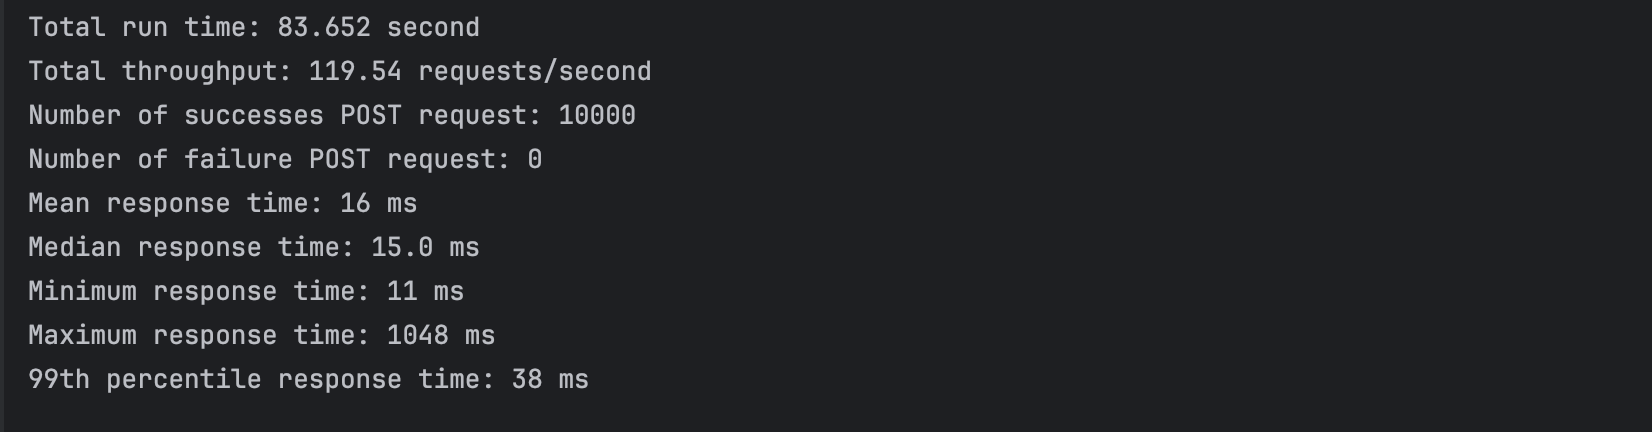 Total run time: 83.652 second
Total throughput: 119.54 requests/second
Number of successes POST request: 10000
Number of failure POST request: 0
Mean response time: 16 ms
Median response time: 15.0 ms
Minimum response time: 11 ms
Maximum response time: 1048 ms
99th percentile response time: 38 ms